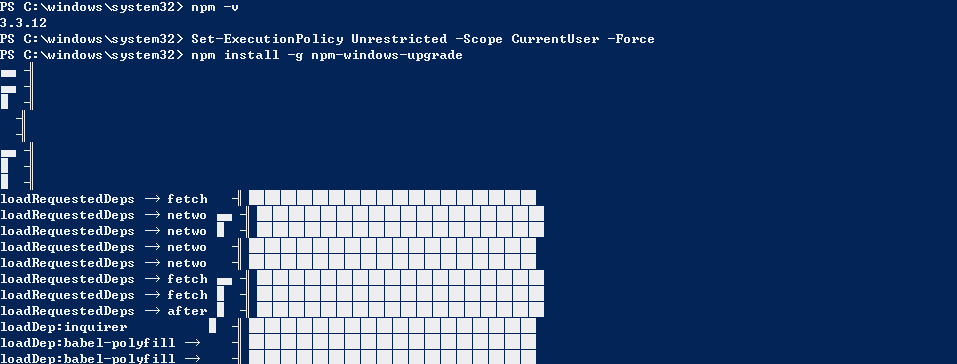 PS C:\windows\system32> npm -v
3.3.12
PS C:\windows\system32> Set-ExecutionPolicy Unrestricted -Scope CurrentUser -Force
PS C:\windows\system32> npm install -g npm-windows-upgrade
loadRequestedDeps → fetch
loadRequestedDeps → netwo
loadRequestedDeps → netwo
loadRequestedDeps → netwo
loadRequestedDeps → netwo
loadRequestedDeps → fetch
loadRequestedDeps → fetch
loadRequestedDeps → after
loadDep:inquirer
loadDep:babel-polyfill →
loadDep:babel-polyfill →